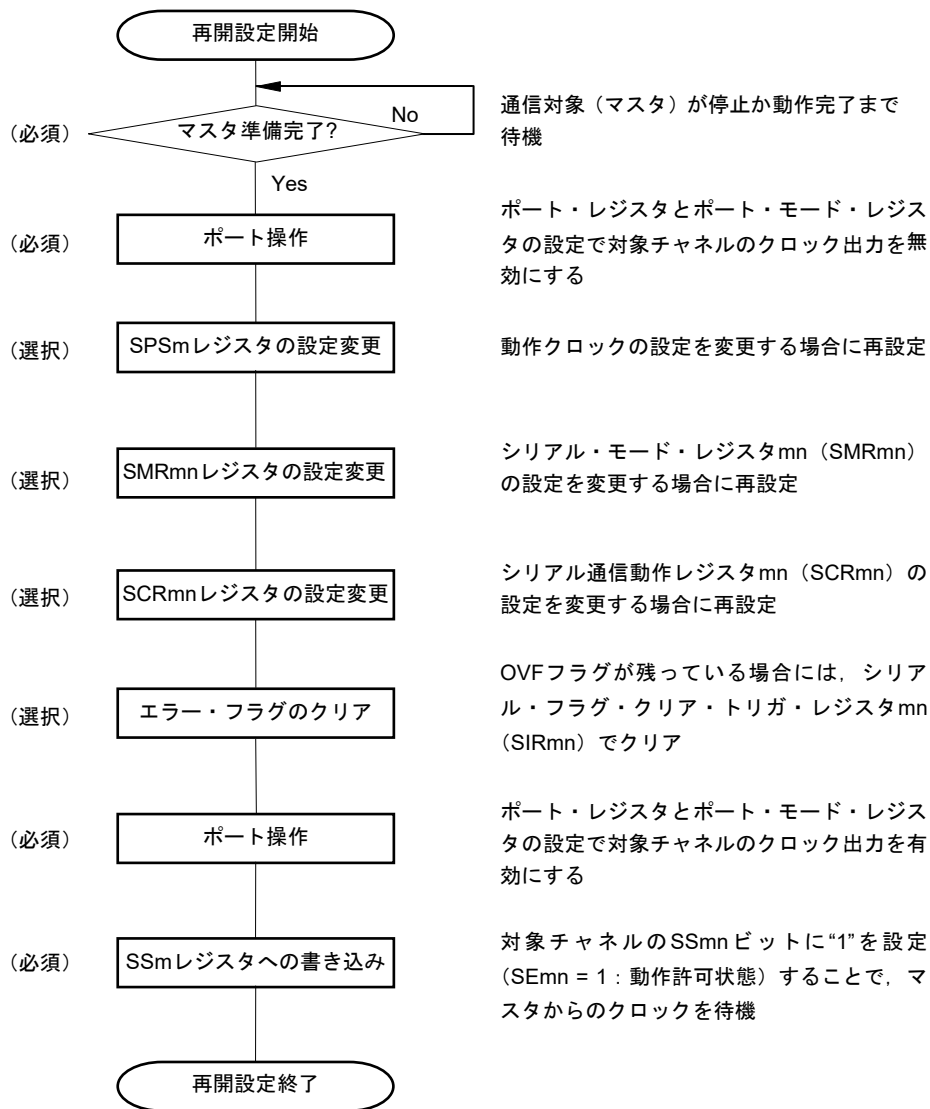 再開設定開始
(必須)
マスタ準備完了?
No
通信対象（マスタ）が停止か動作完了まで
待機
Yes
(必須)
ポート操作
ポート・レジスタとポート・モード・レジス
タの設定で対象チャネルのクロック出力を無
効にする
(選択)
SPSmレジスタの設定変更
動作クロックの設定を変更する場合に再設定
(選択)
SMRmnレジスタの設定変更
シリアル・モード・レジスタmn（SMRmn）
の設定を変更する場合に再設定
(選択)
SCRmnレジスタの設定変更
シリアル通信動作レジスタmn（SCRmn）の
設定を変更する場合に再設定
(選択)
エラー・フラグのクリア
OVFフラグが残っている場合には，シリア
ル・フラグ・クリア・トリガ・レジスタmn
（SIRmn）でクリア
(必須)
ポート操作
ポート・レジスタとポート・モード・レジス
タの設定で対象チャネルのクロック出力を有
効にする
(必須)
SSmレジスタへの書き込み
対象チャネルのSSmnビットに“1”を設定
（SEmn = 1：動作許可状態）することで，マ
スタからのクロックを待機
再開設定終了